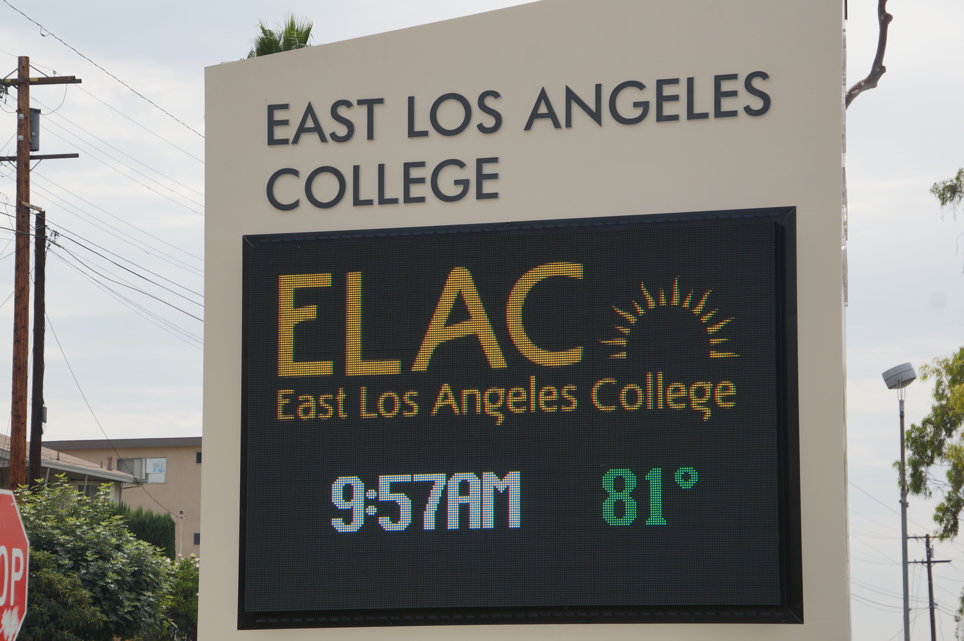 EAST LOS ANGELES
COLLEGE
ELAC
East Los Angeles College
9:57AM 81°
OP